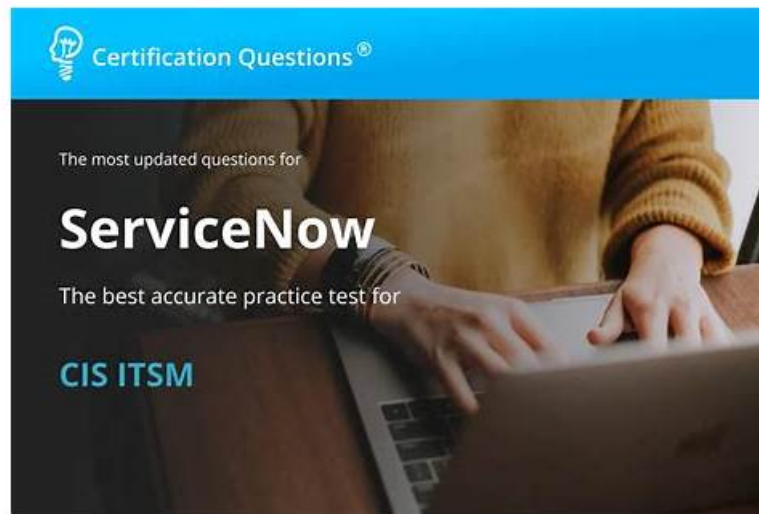 Certification Questions®
The most updated questions for
ServiceNow
The best accurate practice test for
CIS ITSM